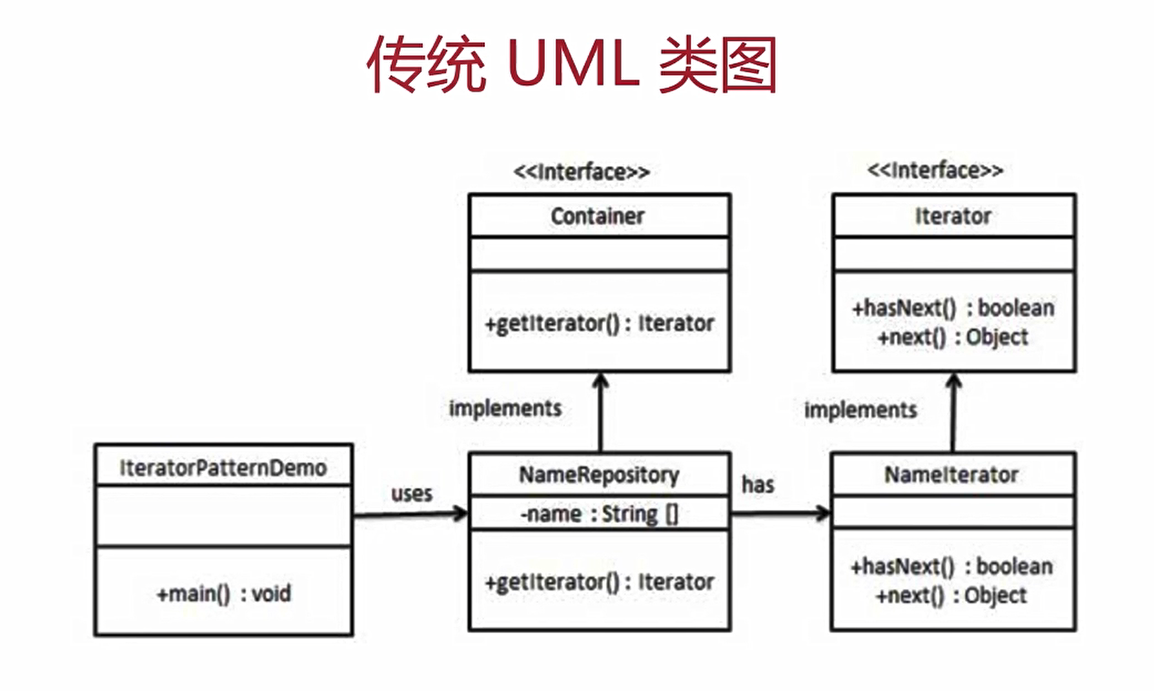 传统 UML 类图
<<Interface>>
Container
+getIterator() : Iterator
<<Interface>>
Iterator
+hasNext() : boolean
+next() : Object
implements
implements
IteratorPatternDemo
+main() : void
uses
NameRepository
-name : String []
+getIterator() : Iterator
has
NameIterator
+hasNext() : boolean
+next() : Object